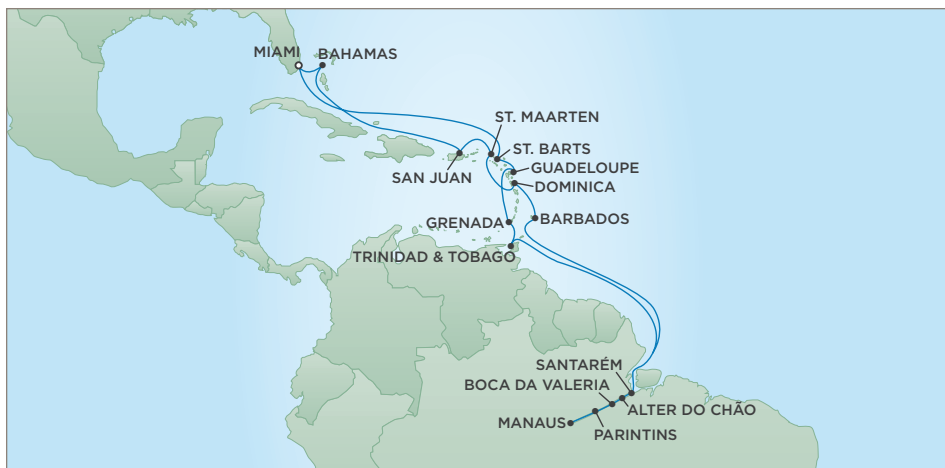 MIAMI
BAHAMAS
ST. MAARTEN
ST. BARTS
GUADELOUPE
SAN JUAN
DOMINICA
GRENADA
BARBADOS
TRINIDAD & TOBAGO
SANTARÉM
BOCA DA VALERIA
ALTER DO CHÃO
MANAUS
PARINTINS